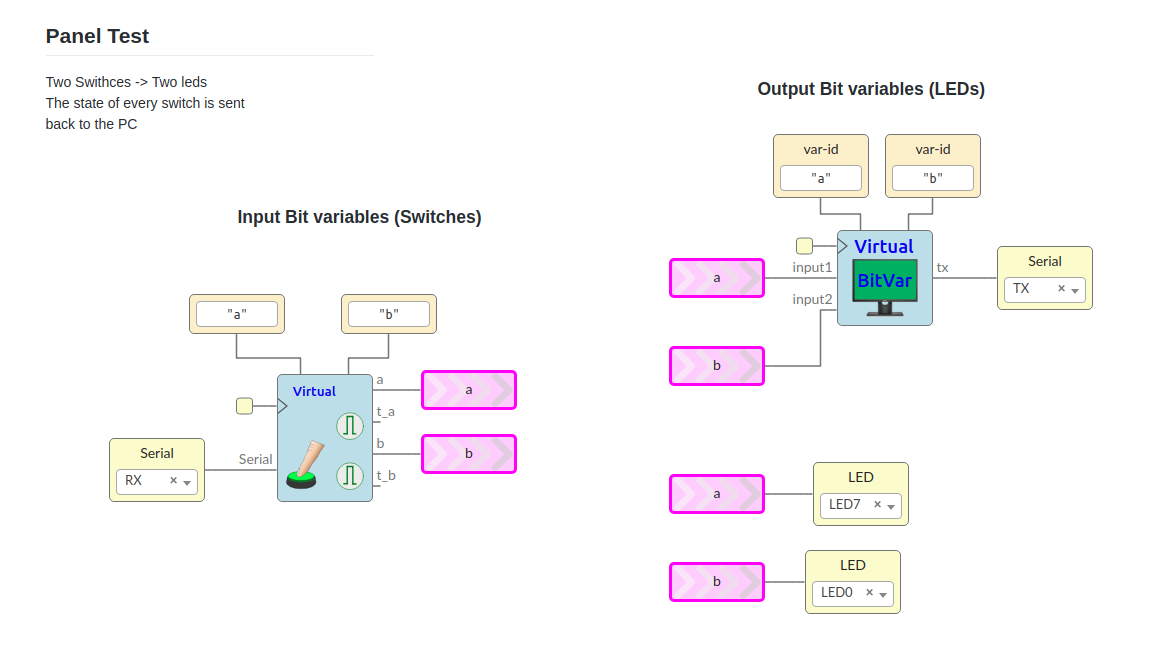 Panel Test
Two Swithces -> Two leds
The state of every switch is sent
back to the PC
Input Bit variables (Switches)
"a"
"b"
Virtual
Serial
RX
Serial
a
t_a
b
t_b
a
b
Output Bit variables (LEDs)
var-id
"a"
var-id
"b"
a
b
input1
input2
Virtual
BitVar
tx
Serial
TX
a
LED
LED7
b
LED
LED0